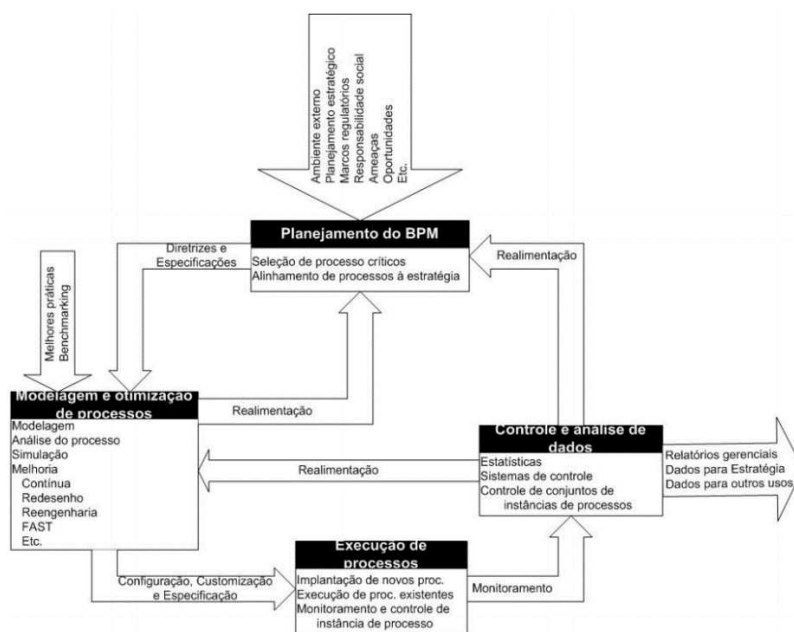 Ambiente externo
Planejamento estratégico
Marcos regulatórios
Responsabilidade social
Ameaças
Oportunidades
Etc.
Planejamento do BPM
Seleção de processo críticos
Alinhamento de processos à estratégia
Diretrizes e
Especificações
Realimentação
Melhores práticas
Benchmarking
Modelagem e otimização
de processos
Modelagem
Análise do processo
Simulação
Melhoria
Contínua
Redesenho
Reengenharia
FAST
Etc.
Realimentação
Realimentação
Controle e análise de
dados
Estatísticas
Sistemas de controle
Controle de conjuntos de
instâncias de processos
Relatórios gerenciais
Dados para Estratégia
Dados para outros usos
Configuração, Customização
e Especificação
Execução de
processos
Implantação de novos proc.
Execução de proc. existentes
Monitoramento e controle de
instância de processo
Monitoramento